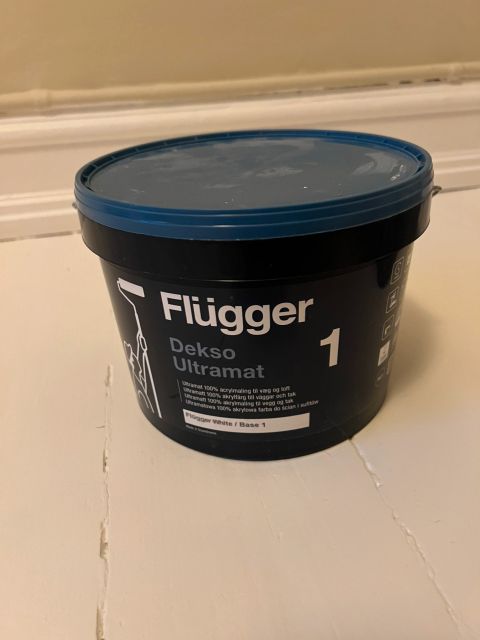 Flügger
Dekso
Ultramat
1
Ultramat 100% acrylmaling til væg og loft
Ultramatt 100% akrylfärg till väggar och tak
Ultramatt 100% akrylmaling til vegg og tak
Ultramatowa 100% akrylowa farba do ścian i sufitów
Flügger White / Base 1